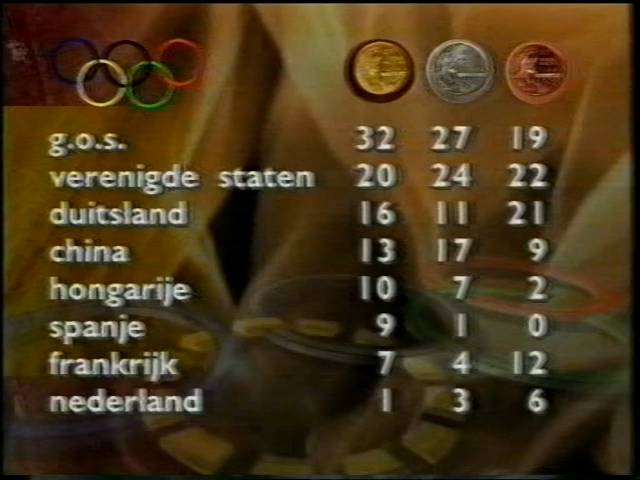 g.o.s. 32 27 19
verenigde staten 20 24 22
duitsland 16 11 21
china 13 17 9
hongarije 10 7 2
spanje 9 1 0
frankrijk 7 4 12
nederland 1 3 6